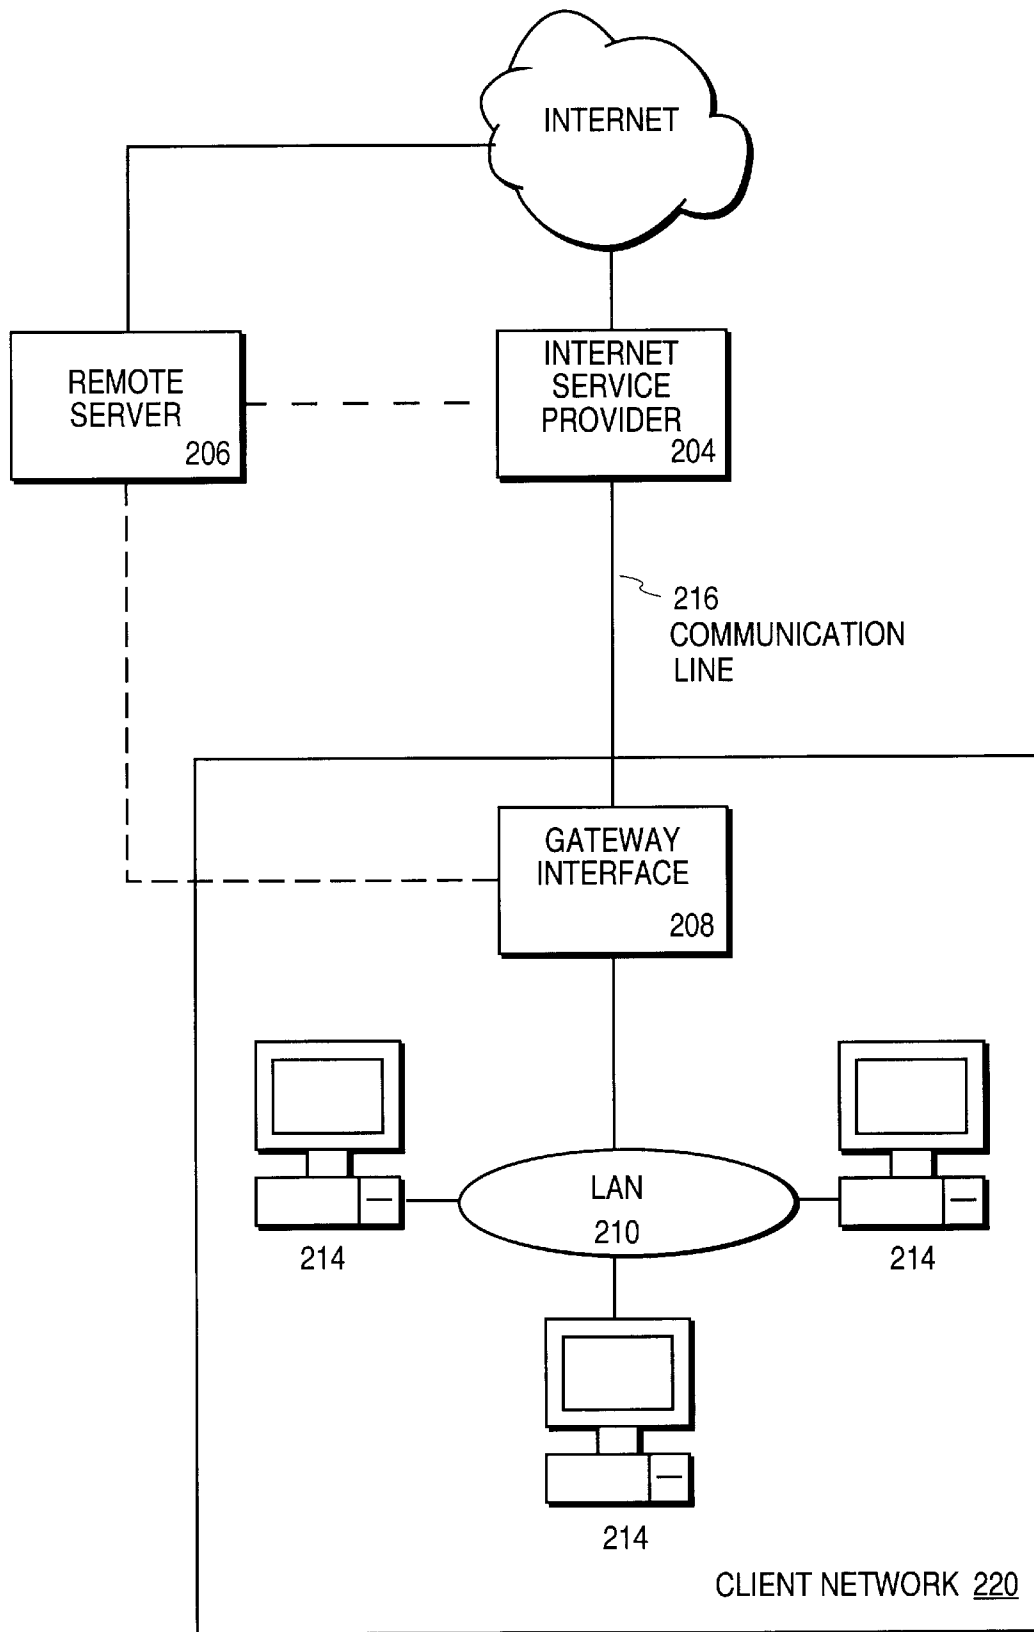 INTERNET
REMOTE
SERVER
206
INTERNET
SERVICE
PROVIDER
204
216
COMMUNICATION
LINE
GATEWAY
INTERFACE
208
LAN
210
214
214
214
CLIENT NETWORK 220